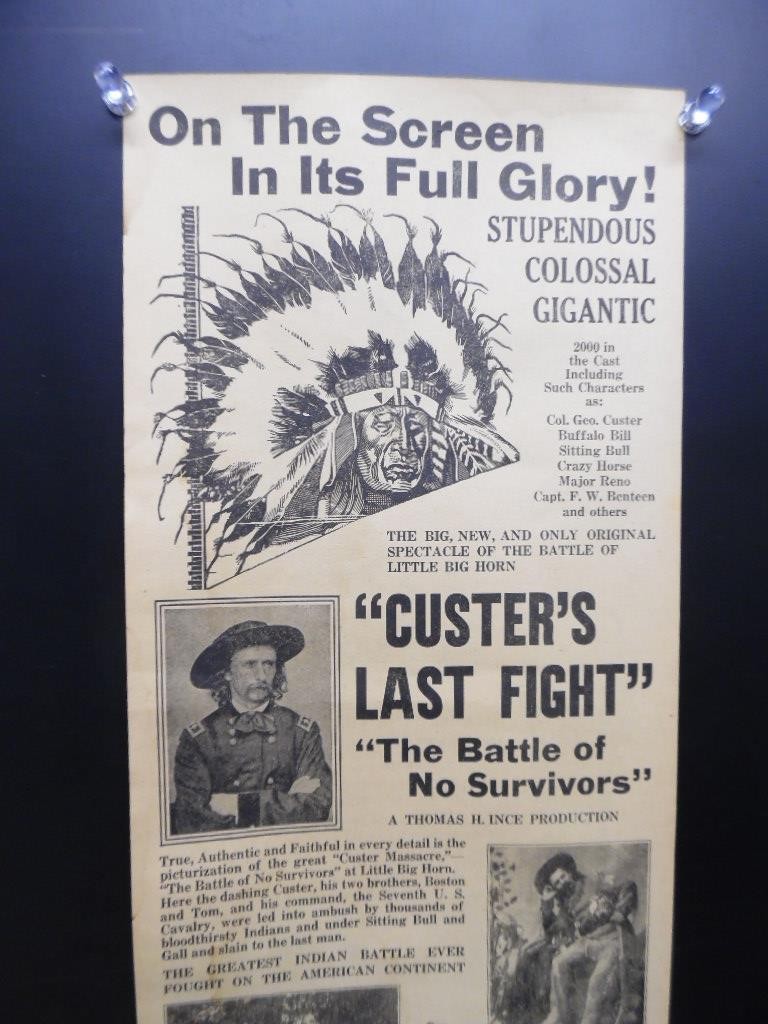 On The Screen
In Its Full Glory!
STUPENDOUS
COLOSSAL
GIGANTIC
2000 in
the Cast
Including
Such Characters
as:
Col. Geo. Custer
Buffalo Bill
Sitting Bull
Crazy Horse
Major Reno
Capt. F. W. Benteen
and others
THE BIG, NEW, AND ONLY ORIGINAL
SPECTACLE OF THE BATTLE OF
LITTLE BIG HORN
"CUSTER'S
LAST FIGHT"
"The Battle of
No Survivors"
A THOMAS H. INCE PRODUCTION
True, Authentic and Faithful in every detail is the
picturization of the great "Custer Massacre,"—
"The Battle of No Survivors" at Little Big Horn.
Here the dashing Custer, his two brothers, Boston
and Tom, and his command, the Seventh U. S.
Cavalry, were led into ambush by thousands of
bloodthirsty Indians and under Sitting Bull and
Gall and slain to the last man.
THE GREATEST INDIAN BATTLE EVER
FOUGHT ON THE AMERICAN CONTINENT